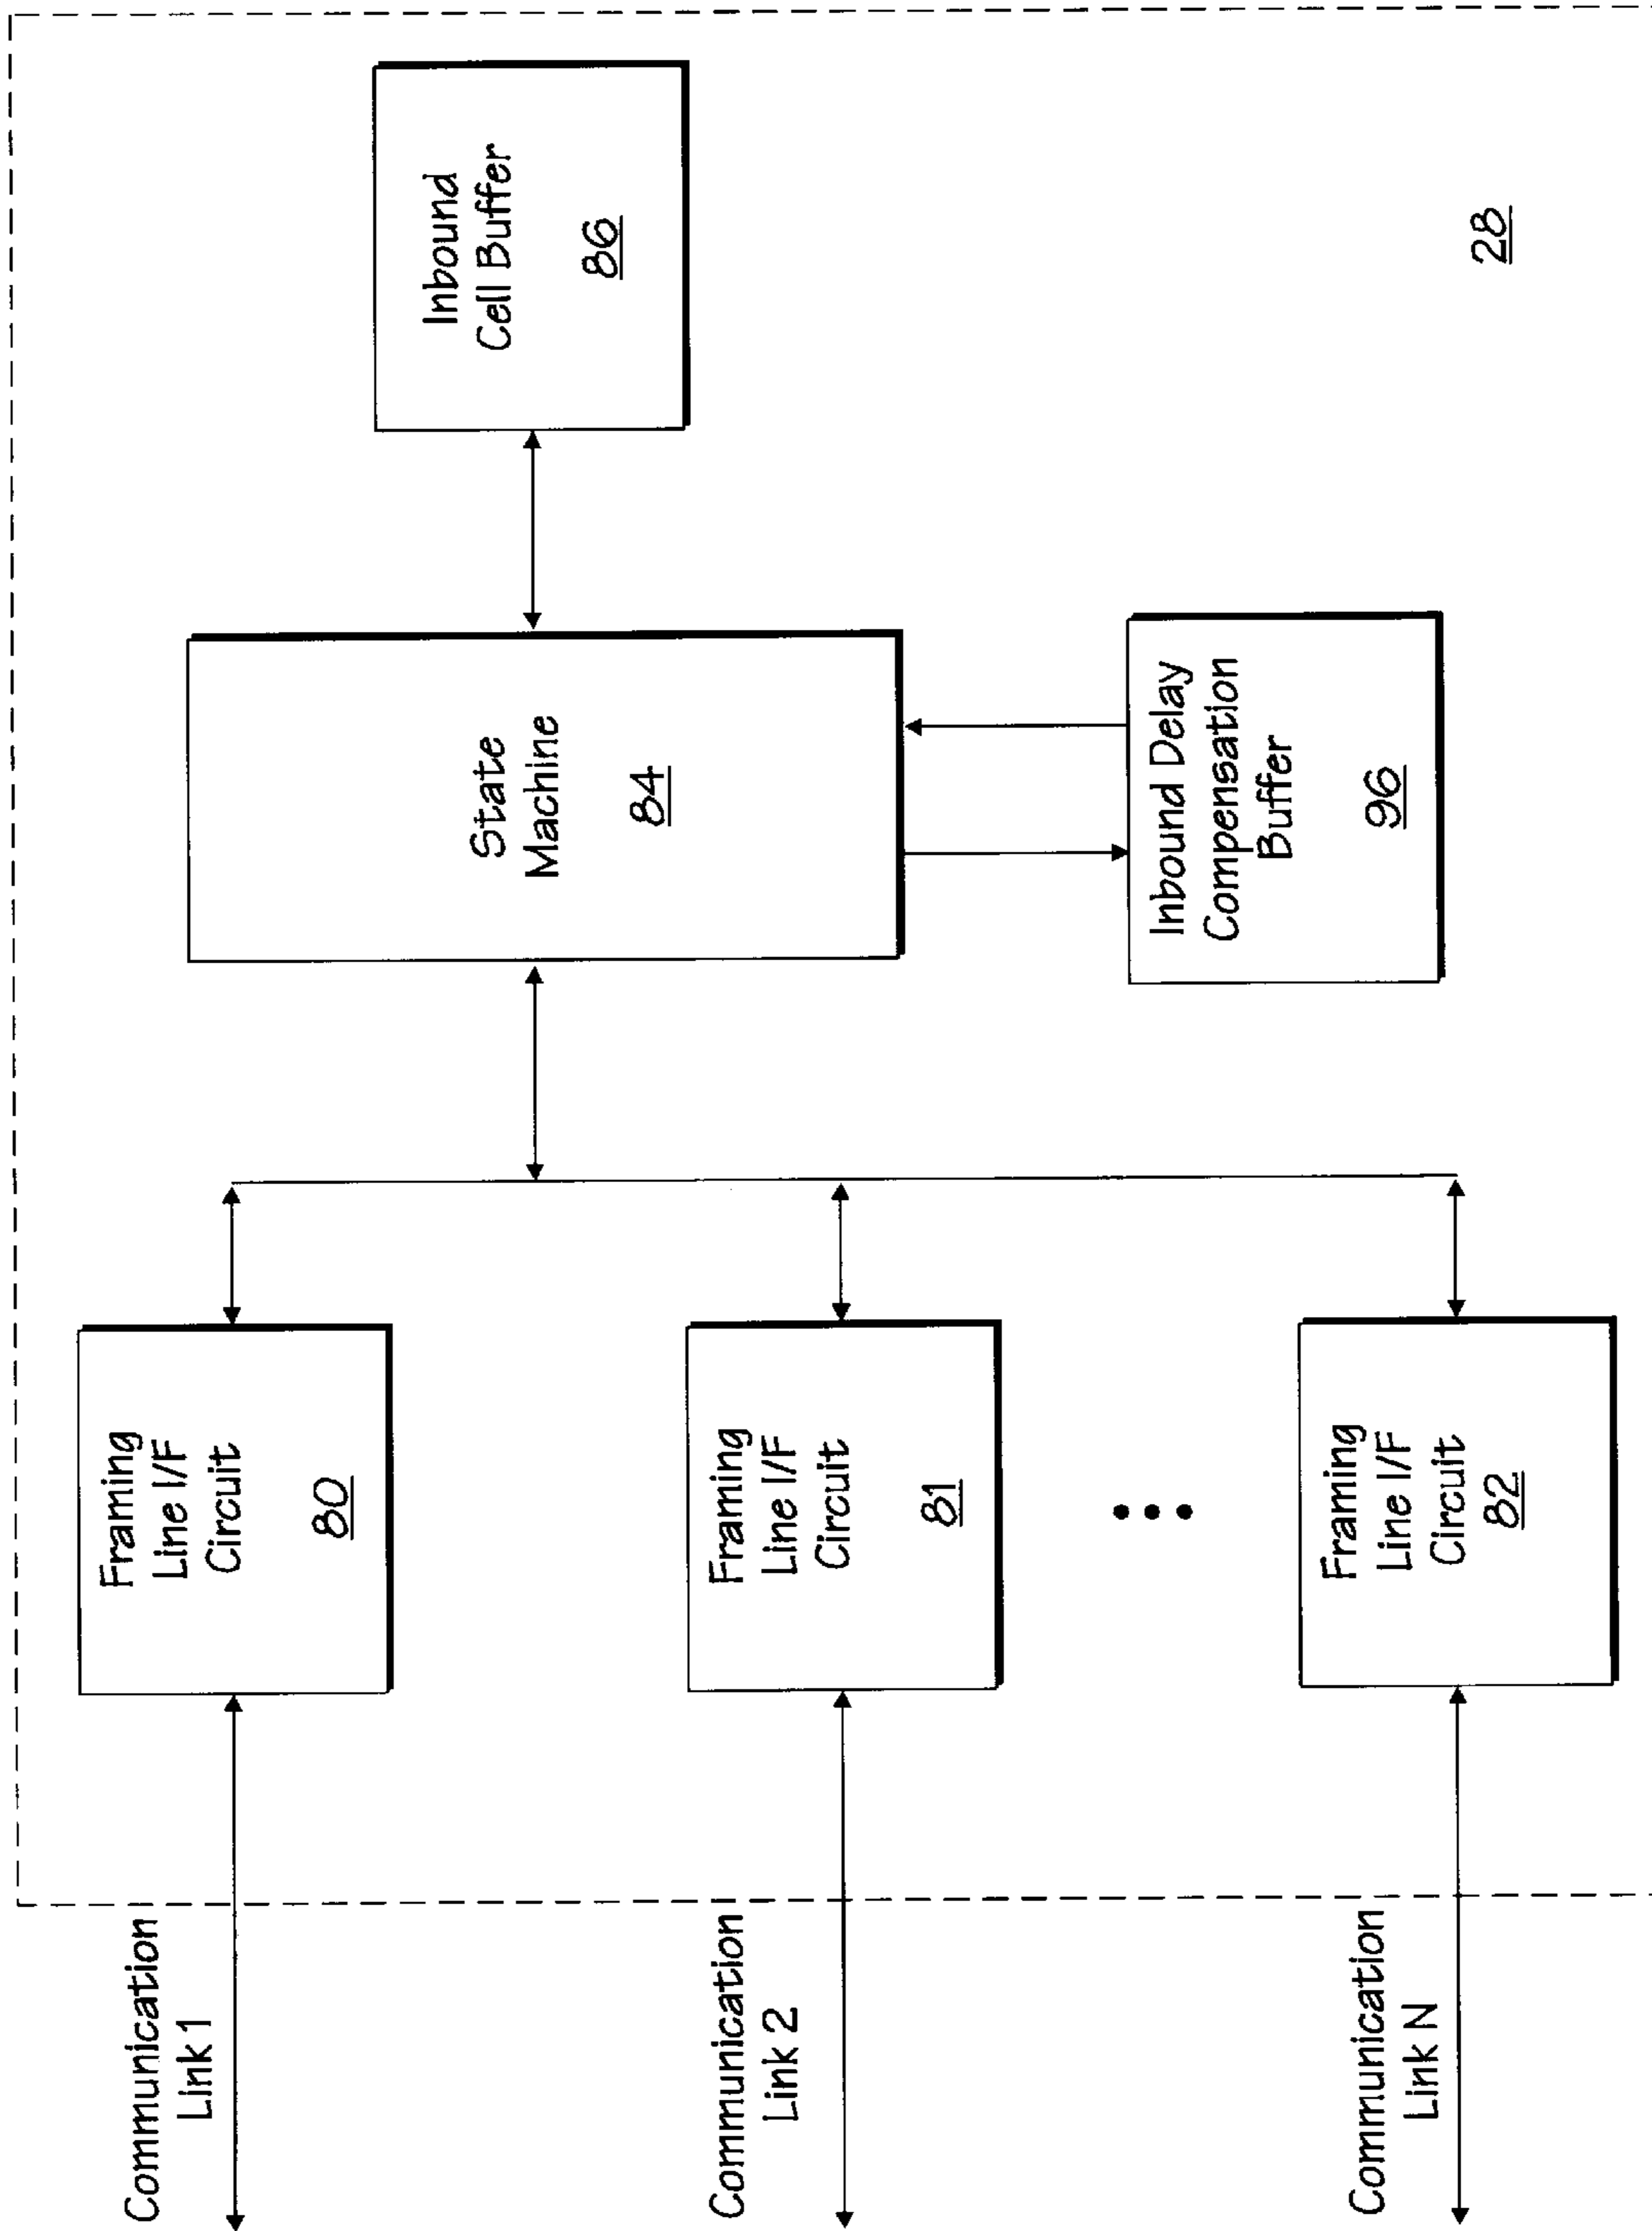 Communication
Link 1
Framing
Line I/F
Circuit
80
Communication
Link 2
Framing
Line I/F
Circuit
81
Communication
Link N
Framing
Line I/F
Circuit
82
State
Machine
84
Inbound Delay
Compensation
Buffer
96
Inbound
Cell Buffer
86
28